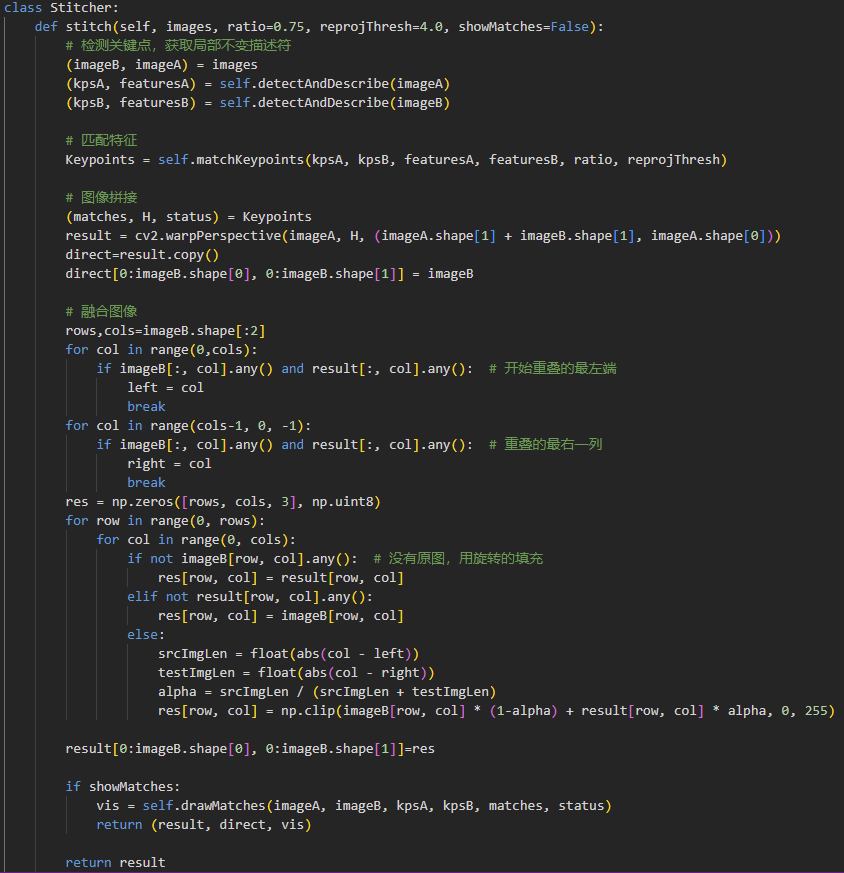 class Stitcher:
def stitch(self, images, ratio=0.75, reprojThresh=4.0, showMatcher=False):
# 检测关键点，获取局部不变描述符
(imageB, imageA) = images
(kpsA, featuresA) = self.detectAndDescribe(imageA)
(kpsB, featuresB) = self.detectAndDescribe(imageB)
# 匹配特征
Keypoints = self.matchKeypoints(kpsA, kpsB, featuresA, featuresB, ratio, reprojThresh)
# 图像拼接
(matches, H, status) = Keypoints
result = cv2.warpPerspective(imageA, H, (imageA.shape[1] + imageB.shape[1], imageA.shape[0]))
direct=result.copy()
direct[0:imageB.shape[0], 0:imageB.shape[1]] = imageB
# 融合图像
rows,cols=imageB.shape[:2]
for col in range(0,cols):
if imageB[:, col].any() and result[:, col].any():  # 开始重叠的最左端
left = col
break
for col in range(cols-1, 0, -1):
if imageB[:, col].any() and result[:, col].any():  # 重叠的最右一列
right = col
break
res = np.zeros([rows, cols, 3], np.uint8)
for row in range(0, rows):
for col in range(0, cols):
if not imageB[row, col].any():  # 没有原图，用旋转的填充
res[row, col] = result[row, col]
elif not result[row, col].any():
res[row, col] = imageB[row, col]
else:
srcImgLen = float(abs(col - left))
testImgLen = float(abs(col - right))
alpha = srcImgLen / (srcImgLen + testImgLen)
res[row, col] = np.clip(imageB[row, col] * (1-alpha) + result[row, col] * alpha, 0, 255)
result[0:imageB.shape[0], 0:imageB.shape[1]]=res
if showMatches:
vis = self.drawMatches(imageA, imageB, kpsA, kpsB, matches, status)
return (result, direct, vis)
return result